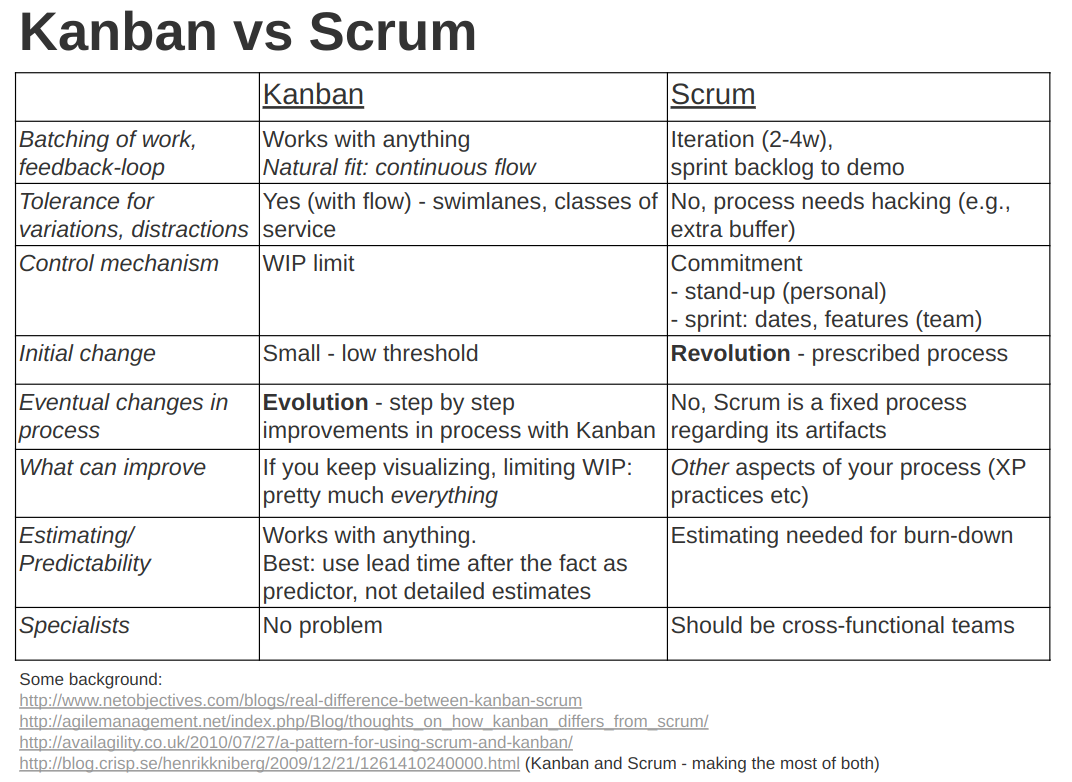 Kanban vs Scrum
Kanban
Scrum
Batching of work,
feedback-loop
Works with anything
Natural fit: continuous flow
Iteration (2-4w),
sprint backlog to demo
Tolerance for
variations, distractions
Yes (with flow) - swimlanes, classes of
service
No, process needs hacking (e.g.,
extra buffer)
Control mechanism
WIP limit
Commitment
- stand-up (personal)
- sprint: dates, features (team)
Initial change
Small - low threshold
Revolution - prescribed process
Eventual changes in
process
Evolution - step by step
improvements in process with Kanban
No, Scrum is a fixed process
regarding its artifacts
What can improve
If you keep visualizing, limiting WIP:
pretty much everything
Other aspects of your process (XP
practices etc)
Estimating/
Predictability
Works with anything.
Best: use lead time after the fact as
predictor, not detailed estimates
Estimating needed for burn-down
Specialists
No problem
Should be cross-functional teams
Some background:
http://www.netobjectives.com/blogs/real-difference-between-kanban-scrum
http://agilemanagement.net/index.php/Blog/thoughts_on_how_kanban_differs_from_scrum/
http://availagility.co.uk/2010/07/27/a-pattern-for-using-scrum-and-kanban/
http://blog.crisp.se/henrikkniberg/2009/12/21/1261410240000.html (Kanban and Scrum - making the most of both)